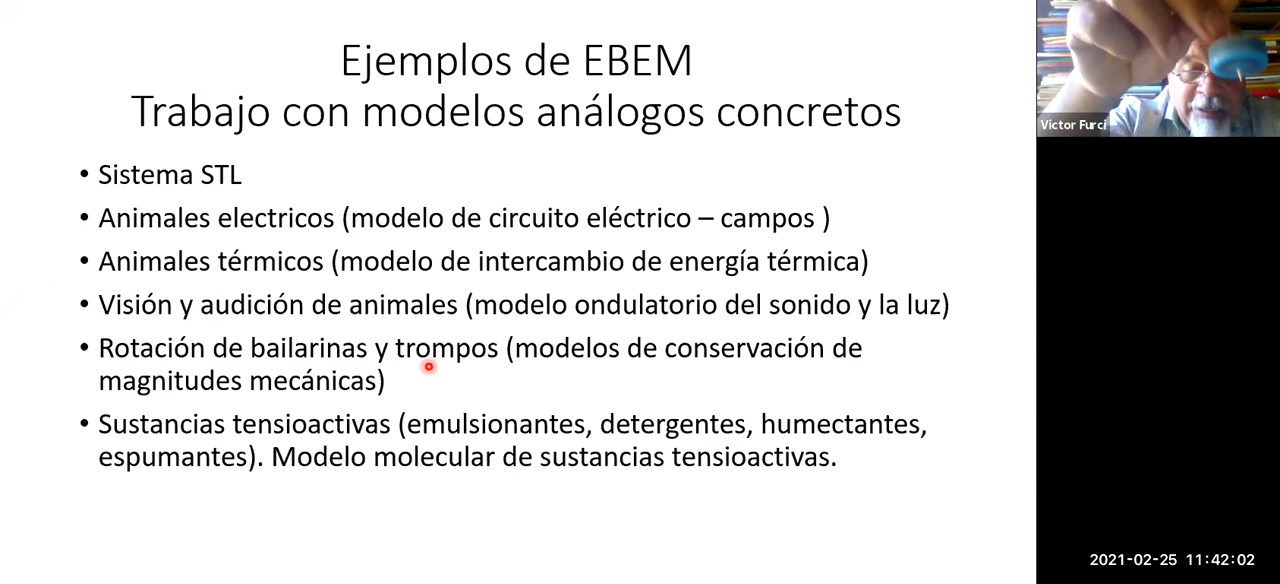 Ejemplos de EBEM
Trabajo con modelos análogos concretos
• Sistema STL
• Animales electricos (modelo de circuito eléctrico – campos )
• Animales térmicos (modelo de intercambio de energía térmica)
• Visión y audición de animales (modelo ondulatorio del sonido y la luz)
• Rotación de bailarinas y trompos (modelos de conservación de
magnitudes mecánicas)
• Sustancias tensioactivas (emulsionantes, detergentes, humectantes,
espumantes). Modelo molecular de sustancias tensioactivas.
Victor Furci
2021-02-25 11:42:02